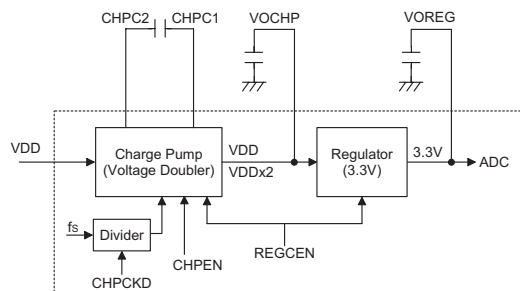 CHPC2 CHPC1
VOCHP
VOREG
VDD
Charge Pump
(Voltage Doubler)
VDD
VDDx2
Regulator
(3.3V)
3.3V
ADC
fS
Divider
CHPEN
REGCEN
CHPCKD